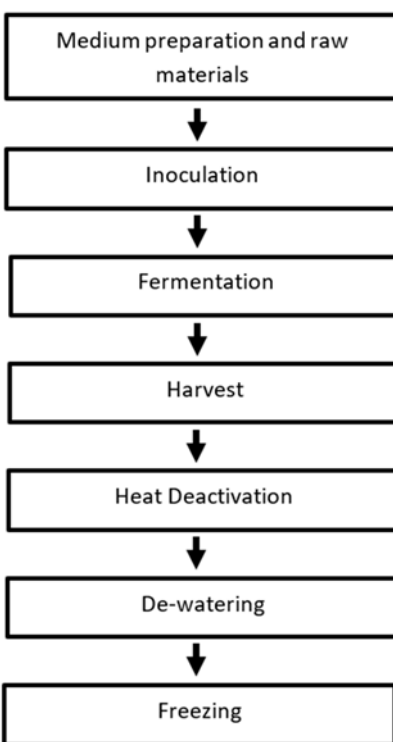 Medium preparation and raw
materials
Inoculation
Fermentation
Harvest
Heat Deactivation
De-watering
Freezing